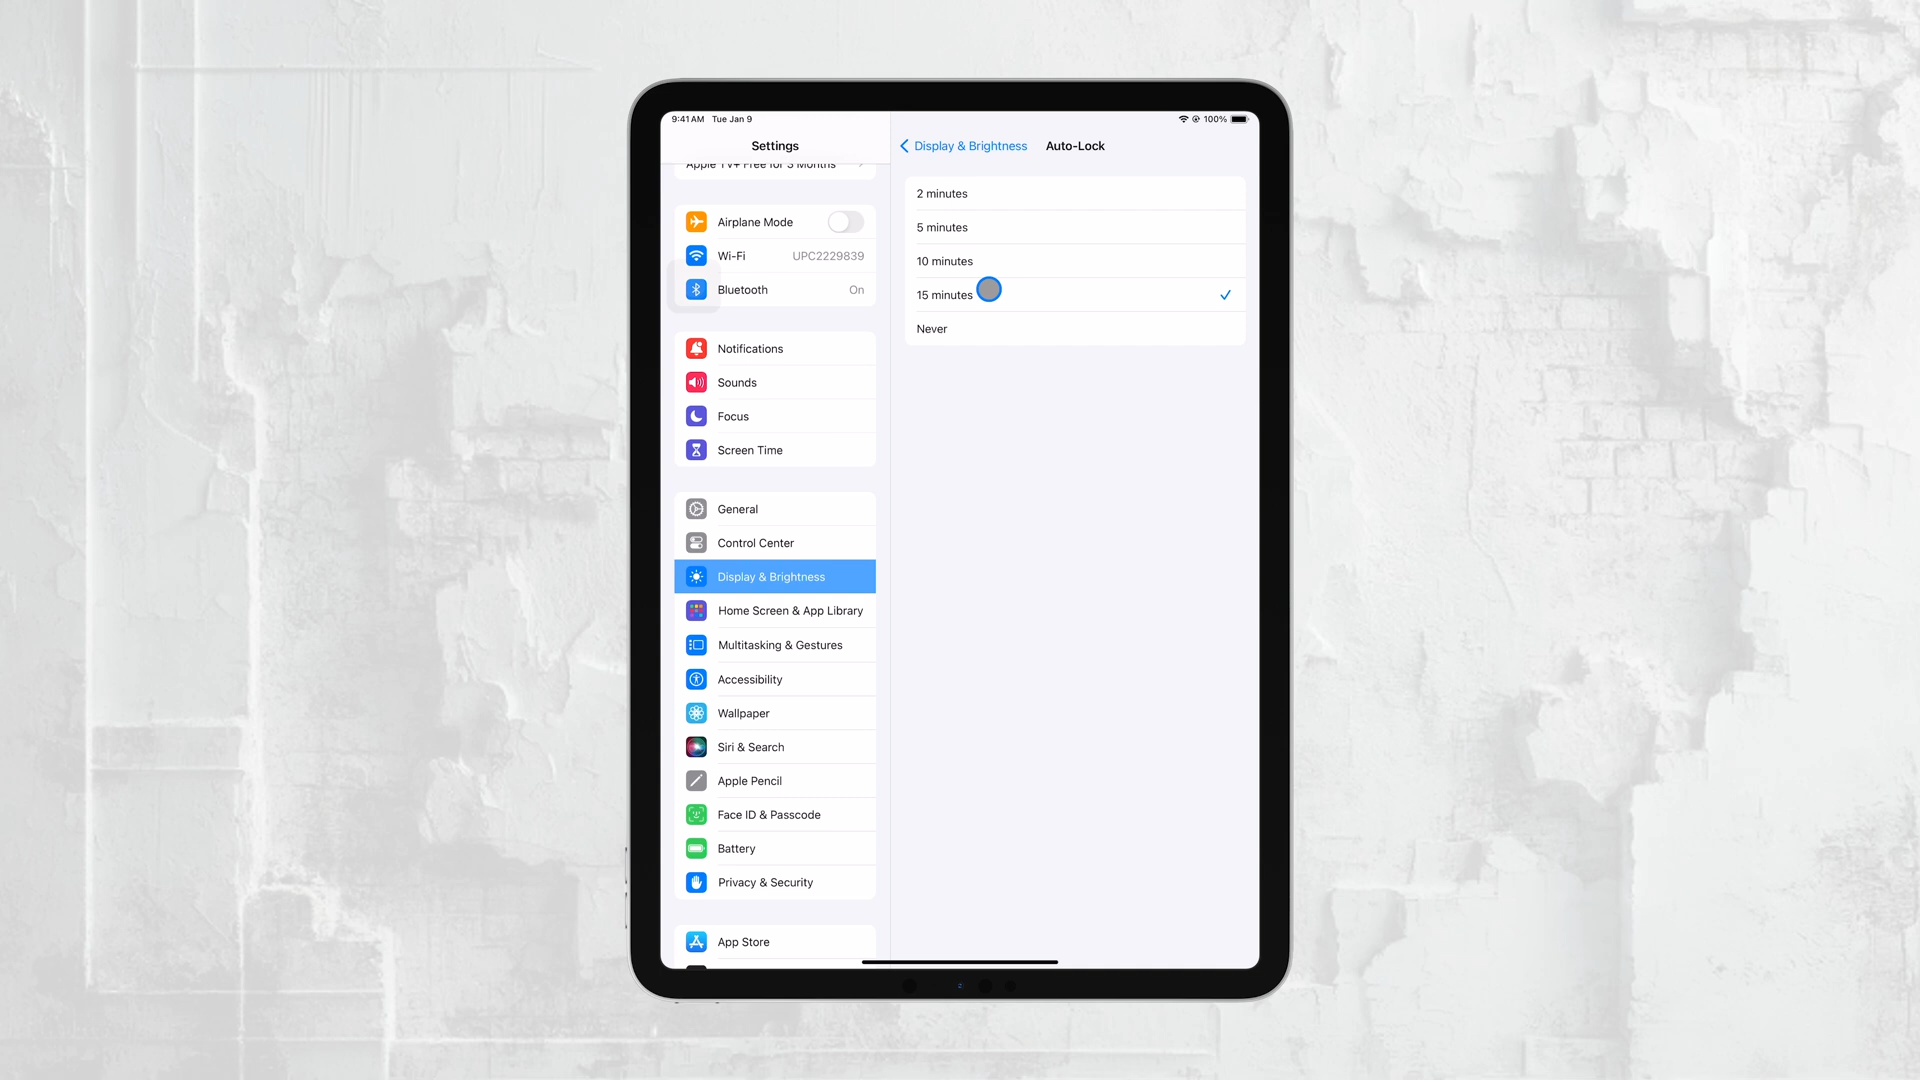 9:41 AM Tue Jan 9
100%
Settings
Apple TV+ Free for 3 Months
Airplane Mode
Wi-Fi UPC2229839
Bluetooth On
Notifications
Sounds
Focus
Screen Time
General
Control Center
Display & Brightness
Home Screen & App Library
Multitasking & Gestures
Accessibility
Wallpaper
Siri & Search
Apple Pencil
Face ID & Passcode
Battery
Privacy & Security
App Store
Display & Brightness Auto-Lock
2 minutes
5 minutes
10 minutes
15 minutes
Never